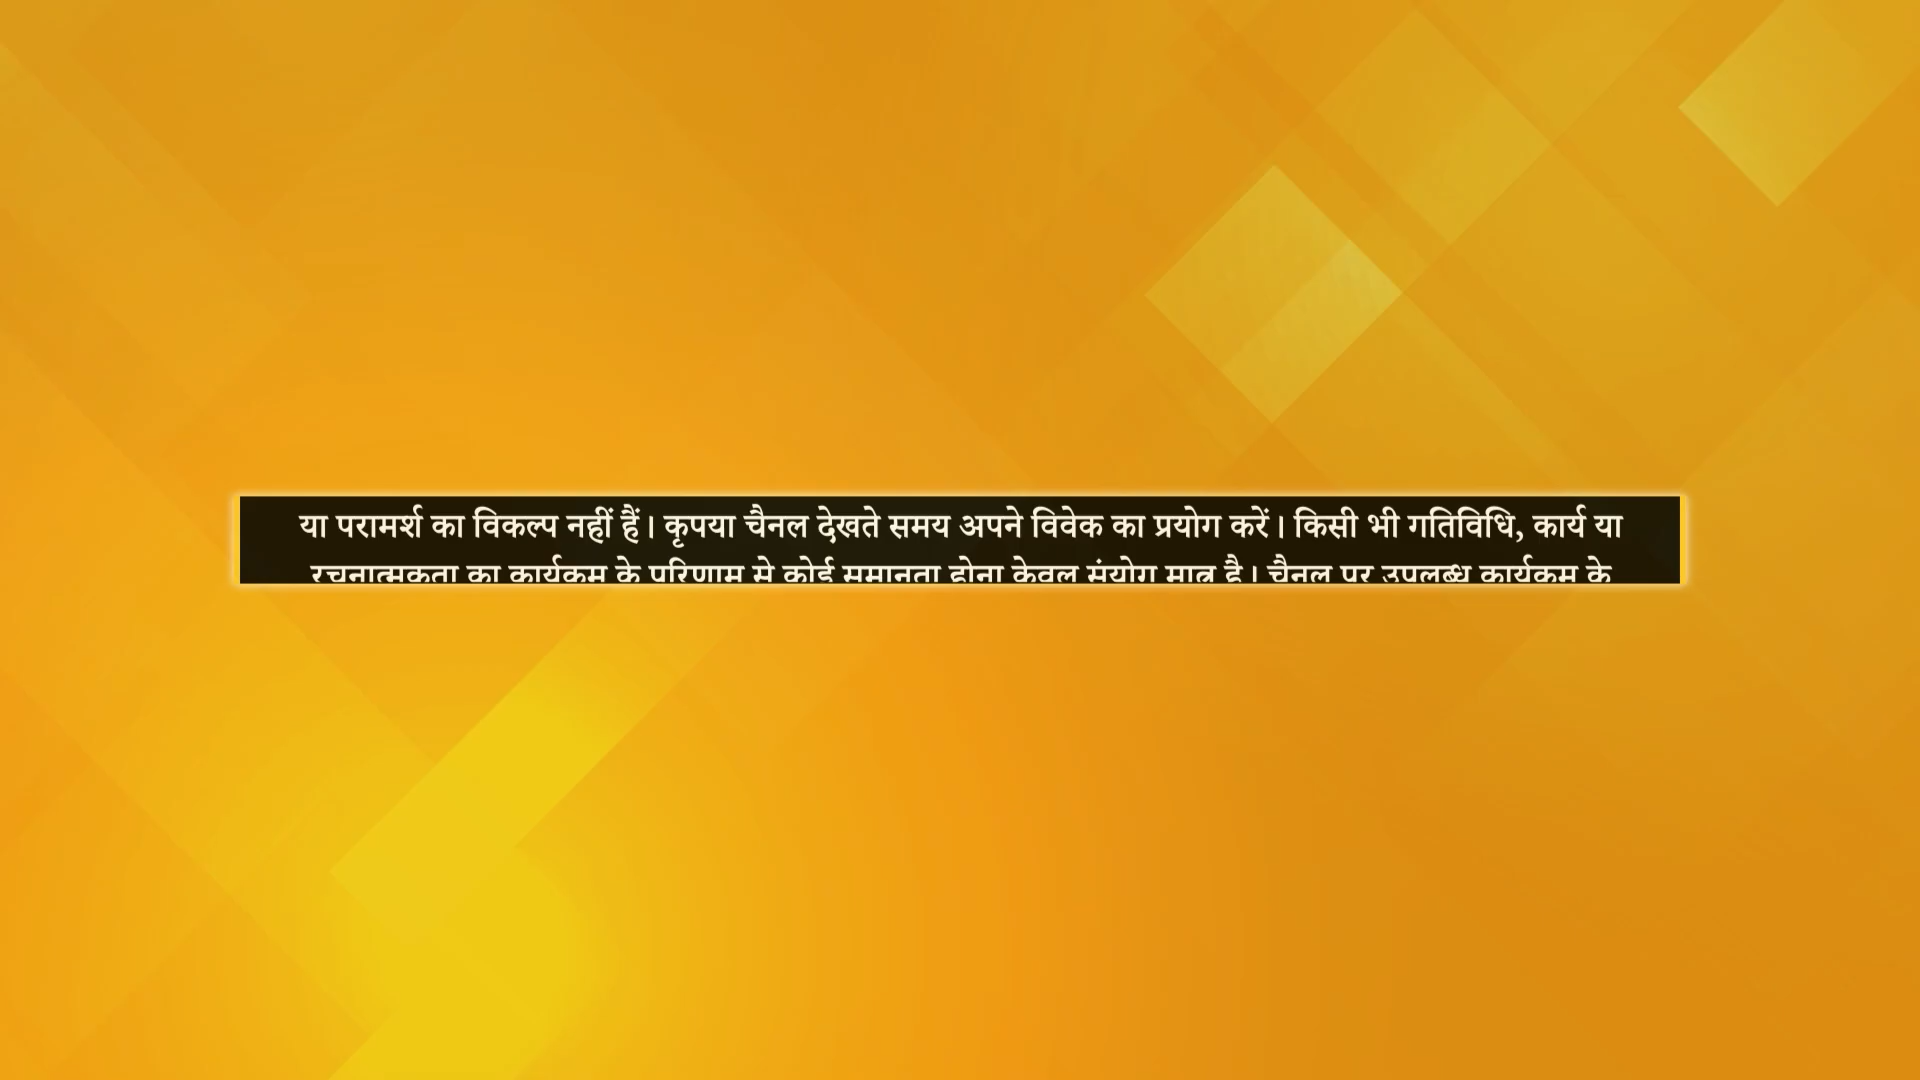 या परामर्श का विकल्प नहीं हैं। कृपया चैनल देखते समय अपने विवेक का प्रयोग करें। किसी भी गतिविधि, कार्य या
रचनात्मकता का कार्यक्रम के परिणाम से कोई समानता होना केवल संयोग मात्र है। चैनल पर उपलब्ध कार्यक्रम के